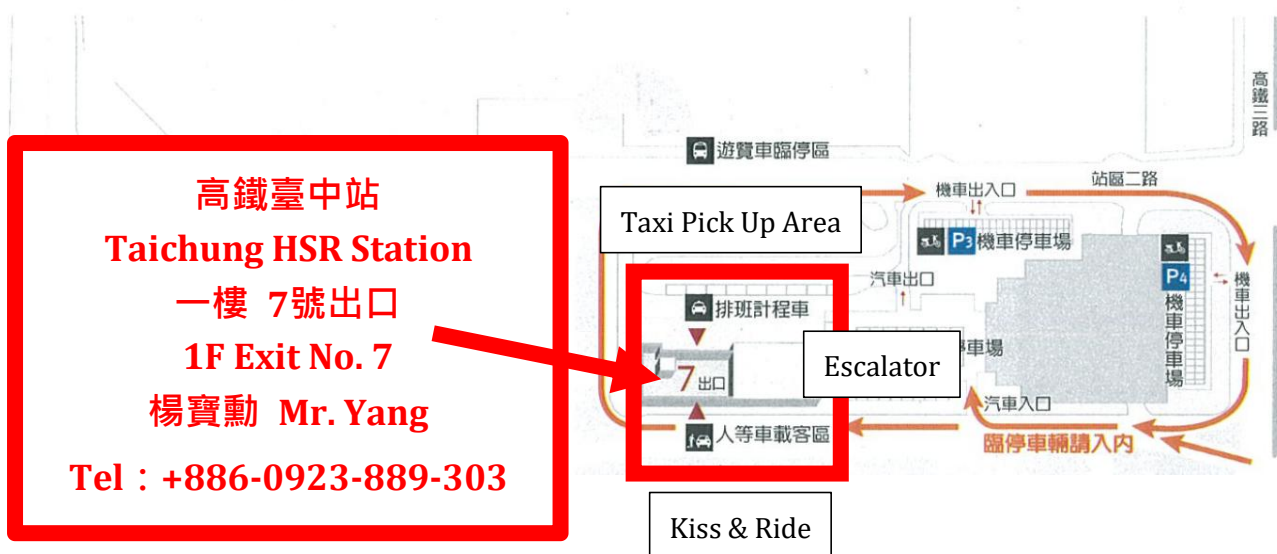 高鐵臺中站
Taichung HSR Station
一樓 7號出口
1F Exit No. 7
楊寶勳 Mr. Yang
Tel：+886-0923-889-303
高鐵三路
遊覽車臨停區
站區二路
機車出入口
Taxi Pick Up Area
P3 機車停車場
P4
機車停車場
機車出入口
汽車出口
排班計程車
Escalator
車場
7 出口
汽車入口
人等車載客區
臨停車輛請入內
Kiss & Ride